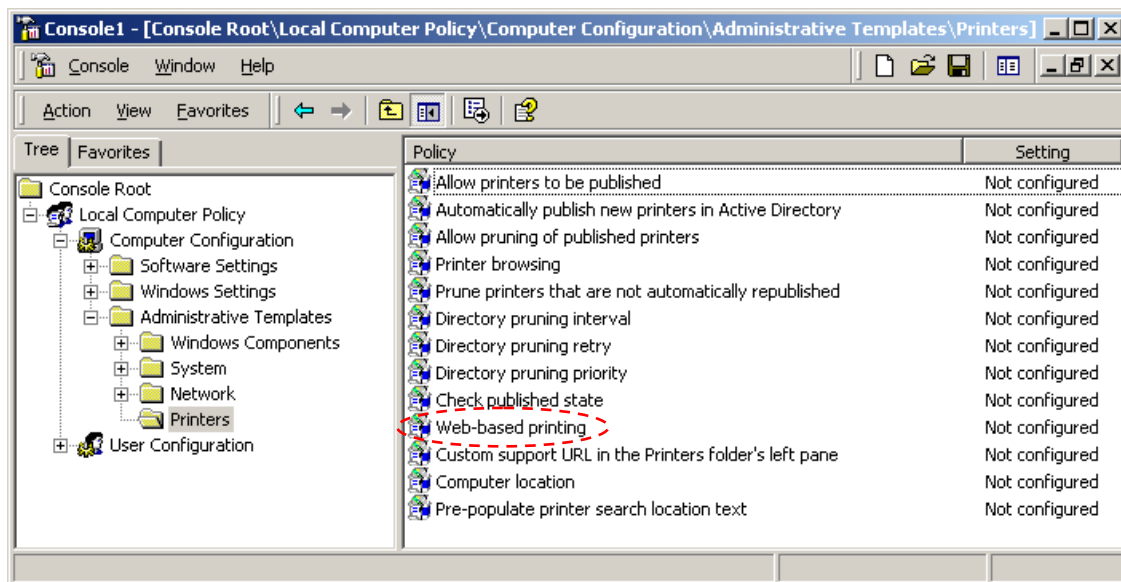 Console1 - [Console Root\Local Computer Policy\Computer Configuration\Administrative Templates\Printers]
Console Window Help
Action View Favorites
Tree Favorites
Console Root
Local Computer Policy
Computer Configuration
Software Settings
Windows Settings
Administrative Templates
Windows Components
System
Network
Printers
User Configuration
Policy Setting
Allow printers to be published Not configured
Automatically publish new printers in Active Directory Not configured
Allow pruning of published printers Not configured
Printer browsing Not configured
Prune printers that are not automatically republished Not configured
Directory pruning interval Not configured
Directory pruning retry Not configured
Directory pruning priority Not configured
Check published state Not configured
Web-based printing Not configured
Custom support URL in the Printers folder's left pane Not configured
Computer location Not configured
Pre-populate printer search location text Not configured